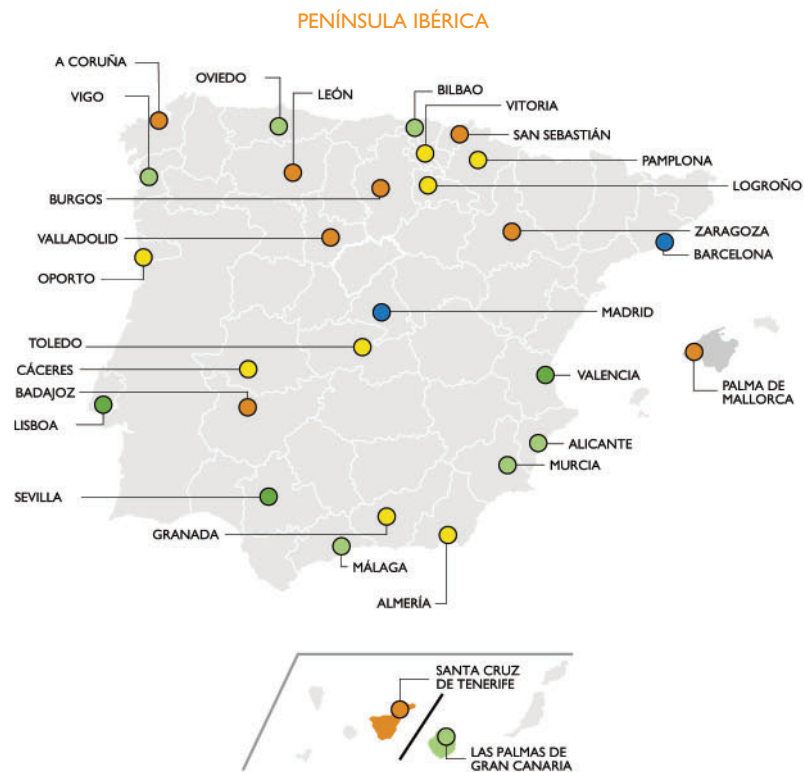 PENÍNSULA IBÉRICA
A CORUÑA
OVIEDO
LEÓN
BILBAO
VIGO
VITORIA
SAN SEBASTIÁN
PAMPLONA
LOGROÑO
BURGOS
ZARAGOZA
VALLADOLID
BARCELONA
OPORTO
MADRID
TOLEDO
CÁCERES
VALENCIA
BADAJOZ
PALMA DE
MALLORCA
LISBOA
ALICANTE
MURCIA
SEVILLA
GRANADA
MÁLAGA
ALMERÍA
SANTA CRUZ
DE TENERIFE
LAS PALMAS DE
GRAN CANARIA